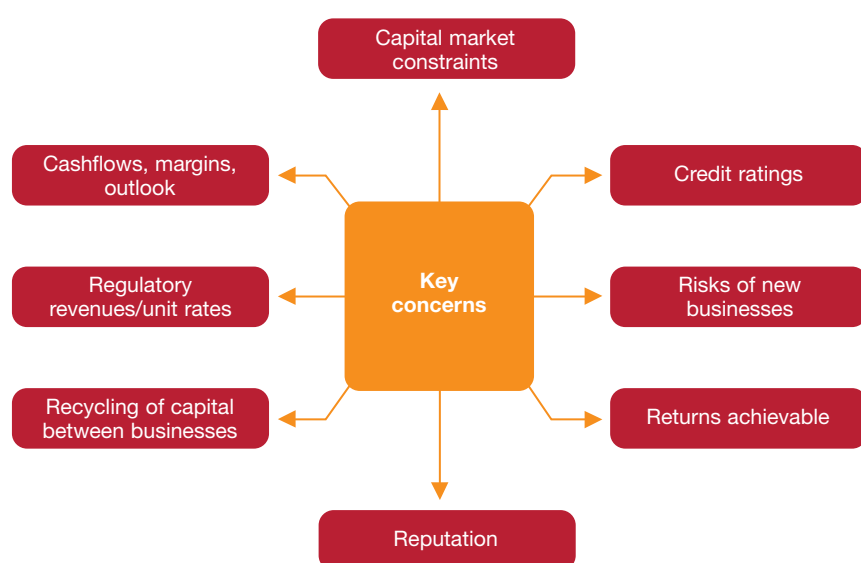 Capital market
constraints
Cashflows, margins,
outlook
Credit ratings
Key
concerns
Regulatory
revenues/unit rates
Risks of new
businesses
Recycling of capital
between businesses
Returns achievable
Reputation